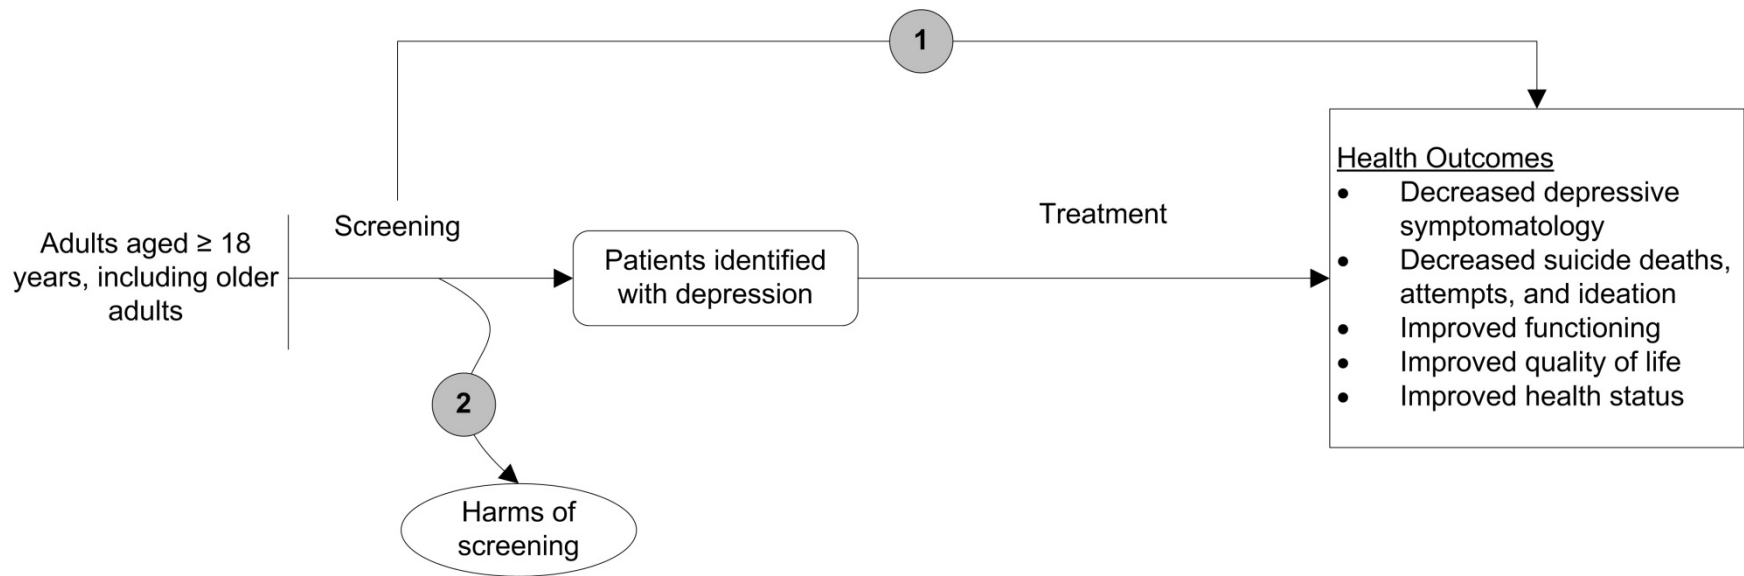 1
Adults aged ≥ 18
years, including older
adults
Screening
Patients identified
with depression
Treatment
Health Outcomes
• Decreased depressive
symptomatology
• Decreased suicide deaths,
attempts, and ideation
• Improved functioning
• Improved quality of life
• Improved health status
2
Harms of
screening